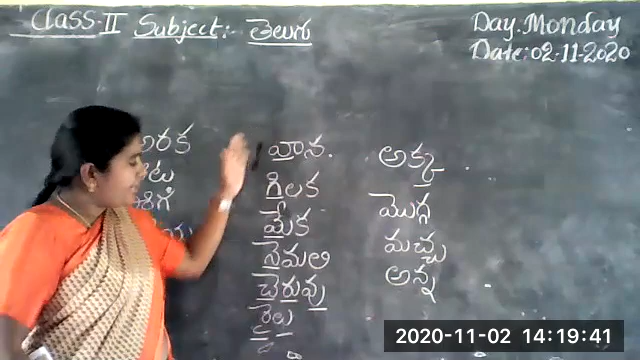 CLASS-II Subject:- తెలుగు
Day. Monday
Date:02-11-2020
అరక
గిలక
మేక
నెమలి
చెరువు
రైలు
అక్క
మొగ్గ
మచ్చ
అన్న
2020-11-02 14:19:41